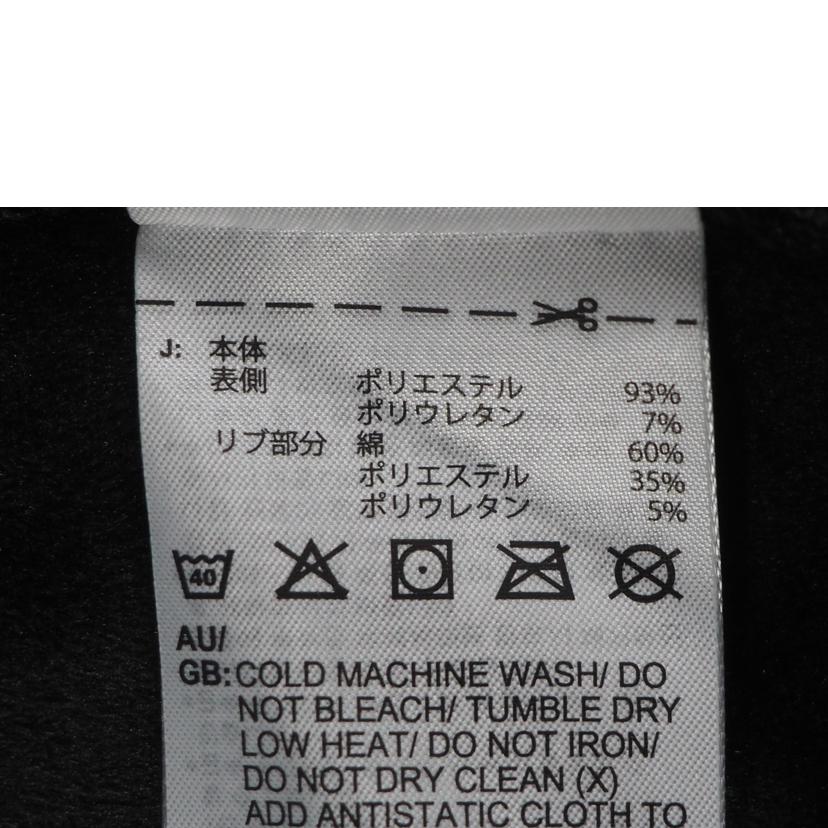 J: 本体
表側 ポリエステル 93%
ポリウレタン 7%
リブ部分 綿 60%
ポリエステル 35%
ポリウレタン 5%
40
AU/
GB:COLD MACHINE WASH/ DO
NOT BLEACH/ TUMBLE DRY
LOW HEAT/ DO NOT IRON/
DO NOT DRY CLEAN (X)
ADD ANTISTATIC CLOTH TO